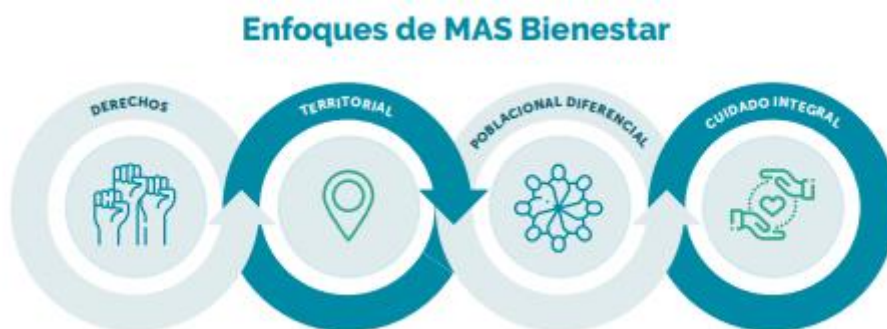 Enfoques de MAS Bienestar
DERECHOS
TERRITORIAL
POBLACIONAL DIFERENCIAL
CUIDADO INTEGRAL